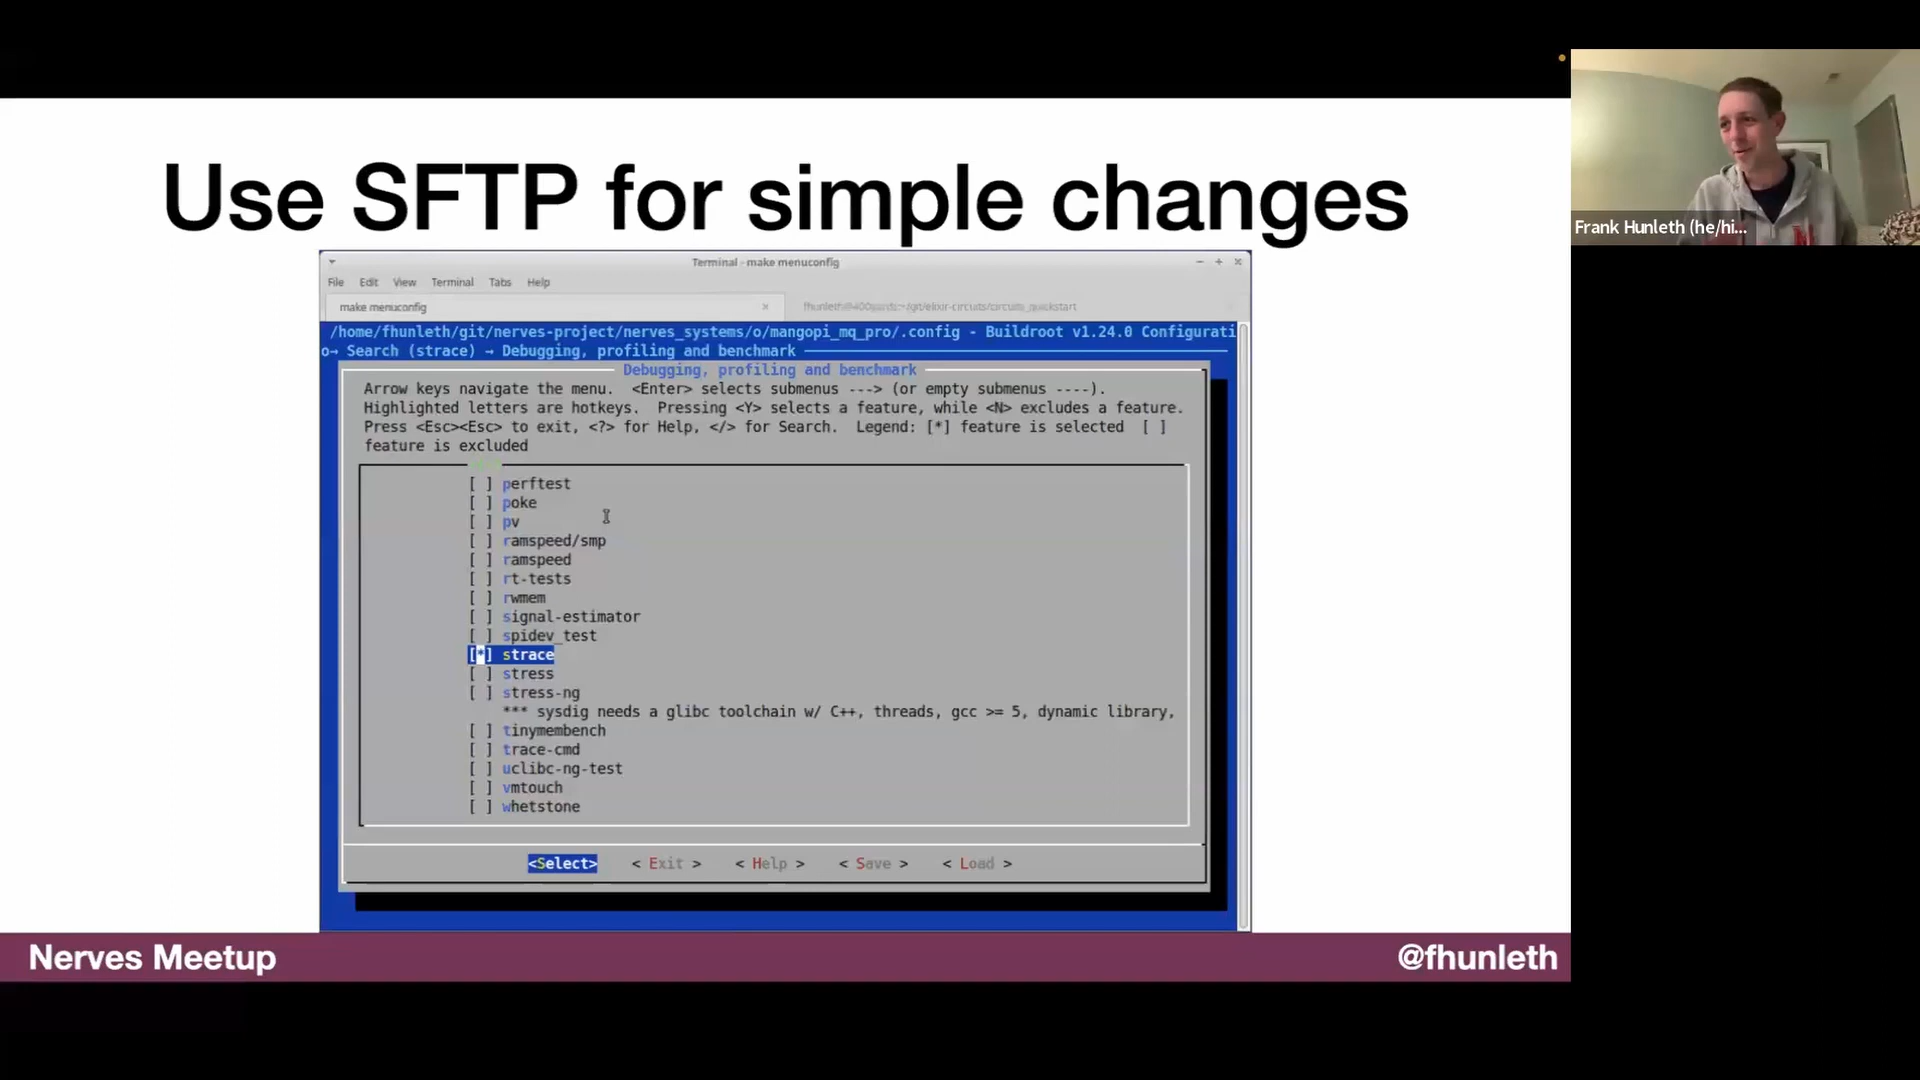 Use SFTP for simple changes
Frank Hunleth (he/hi...
Terminal - make menuconfig
File Edit View Terminal Tabs Help
make menuconfig
fhunleth@400yards:~/git/elixir-circuits/circuits_quickstart
/home/fhunleth/git/nerves-project/nerves_systems/o/mangopi_mq_pro/.config - Buildroot v1.24.0 Configurati
o→ Search (strace) → Debugging, profiling and benchmark
Debugging, profiling and benchmark
Arrow keys navigate the menu. <Enter> selects submenus ---> (or empty submenus ----).
Highlighted letters are hotkeys. Pressing <Y> selects a feature, while <N> excludes a feature.
Press <Esc><Esc> to exit, <?> for Help, </> for Search. Legend: [*] feature is selected [ ]
feature is excluded
[ ] perftest
[ ] poke
[ ] pv
[ ] ramspeed/smp
[ ] ramspeed
[ ] rt-tests
[ ] rwmem
[ ] signal-estimator
[ ] spidev_test
[*] strace
[ ] stress
[ ] stress-ng
*** sysdig needs a glibc toolchain w/ C++, threads, gcc >= 5, dynamic library,
[ ] tinymembench
[ ] trace-cmd
[ ] uclibc-ng-test
[ ] vmtouch
[ ] whetstone
<Select> < Exit > < Help > < Save > < Load >
Nerves Meetup
@fhunleth